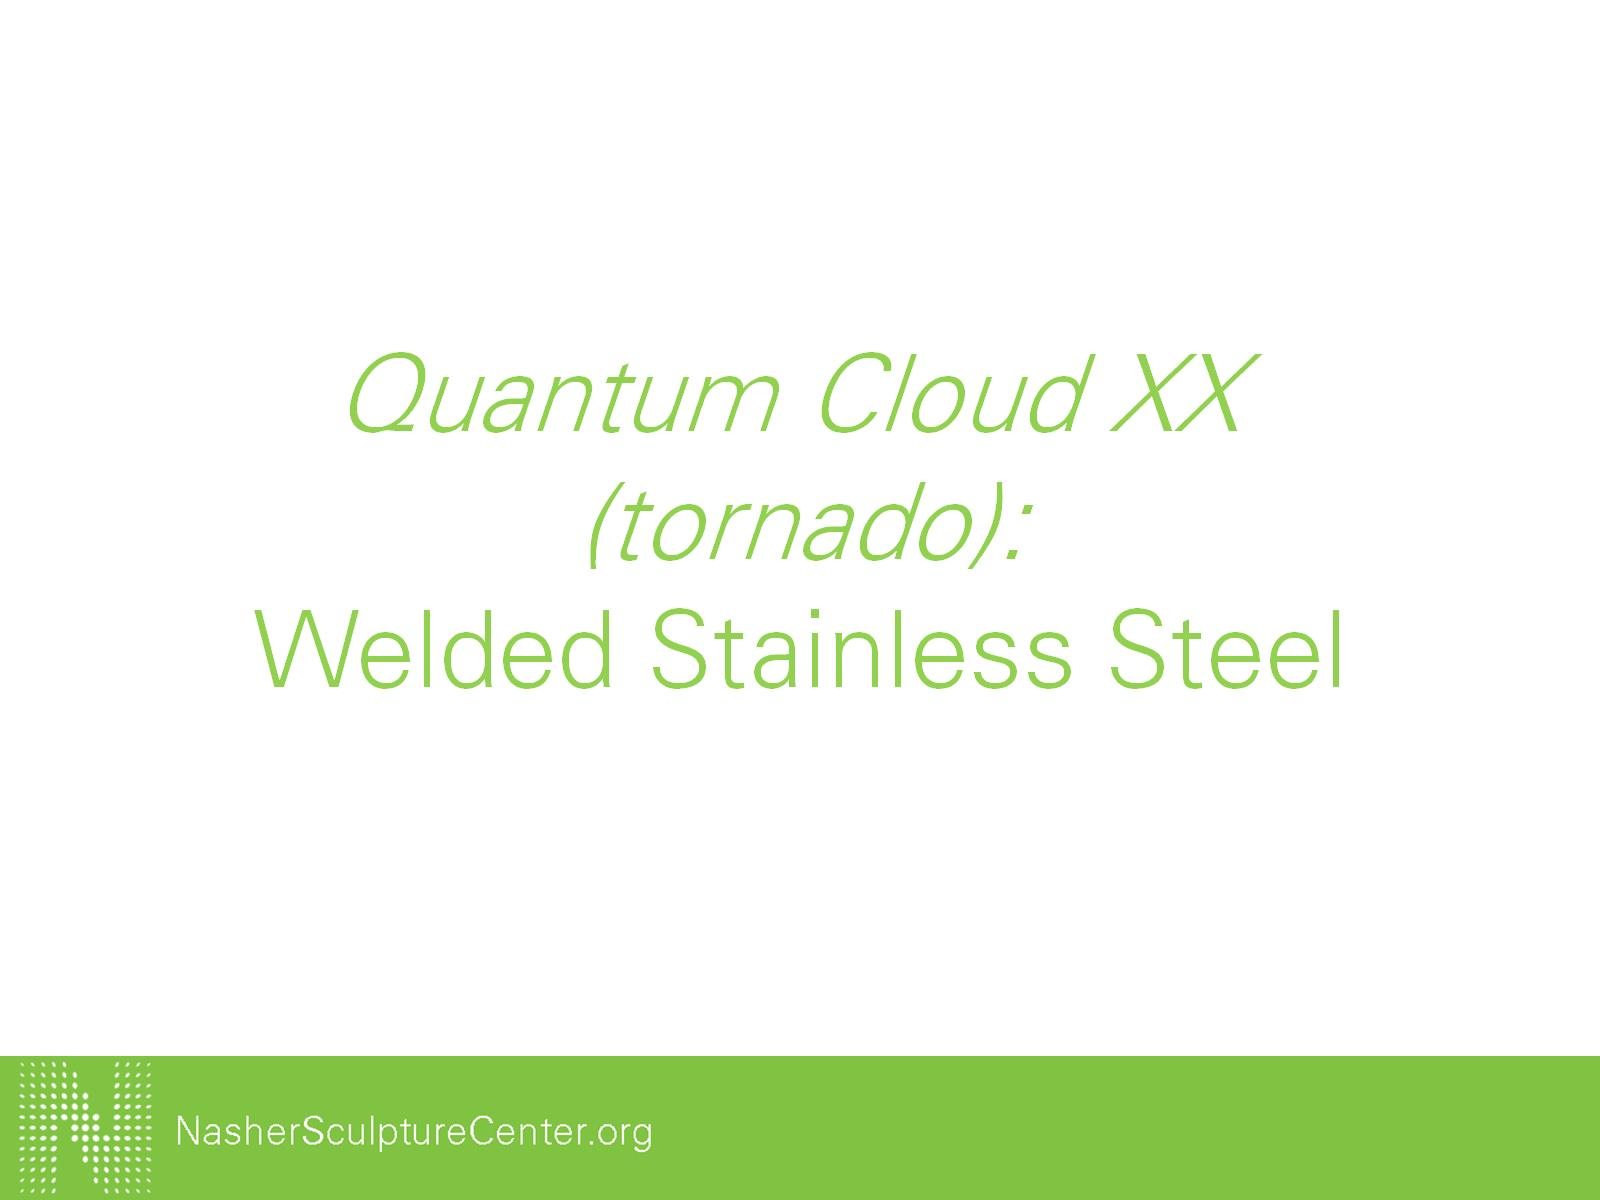 Quantum Cloud XX
(tornado):
Welded Stainless Steel
NasherSculptureCenter.org